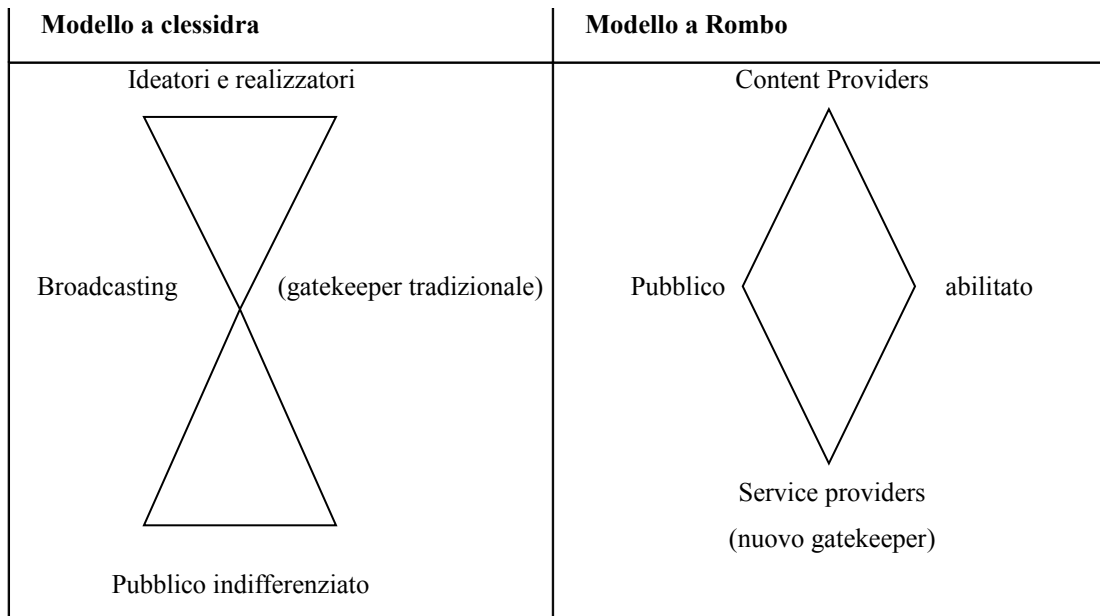 Modello a clessidra
Ideatori e realizzatori
Broadcasting (gatekeeper tradizionale)
Pubblico indifferenziato
Modello a Rombo
Content Providers
Pubblico abilitato
Service providers
(nuovo gatekeeper)